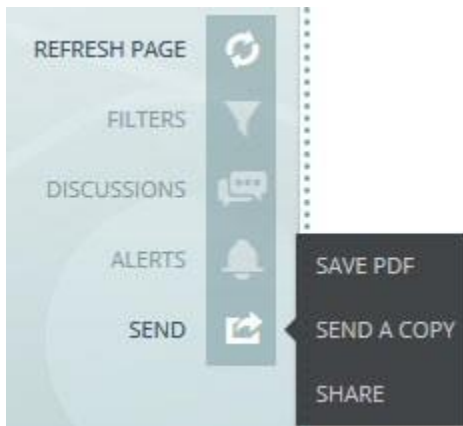 REFRESH PAGE
FILTERS
DISCUSSIONS
ALERTS
SEND
SAVE PDF
SEND A COPY
SHARE